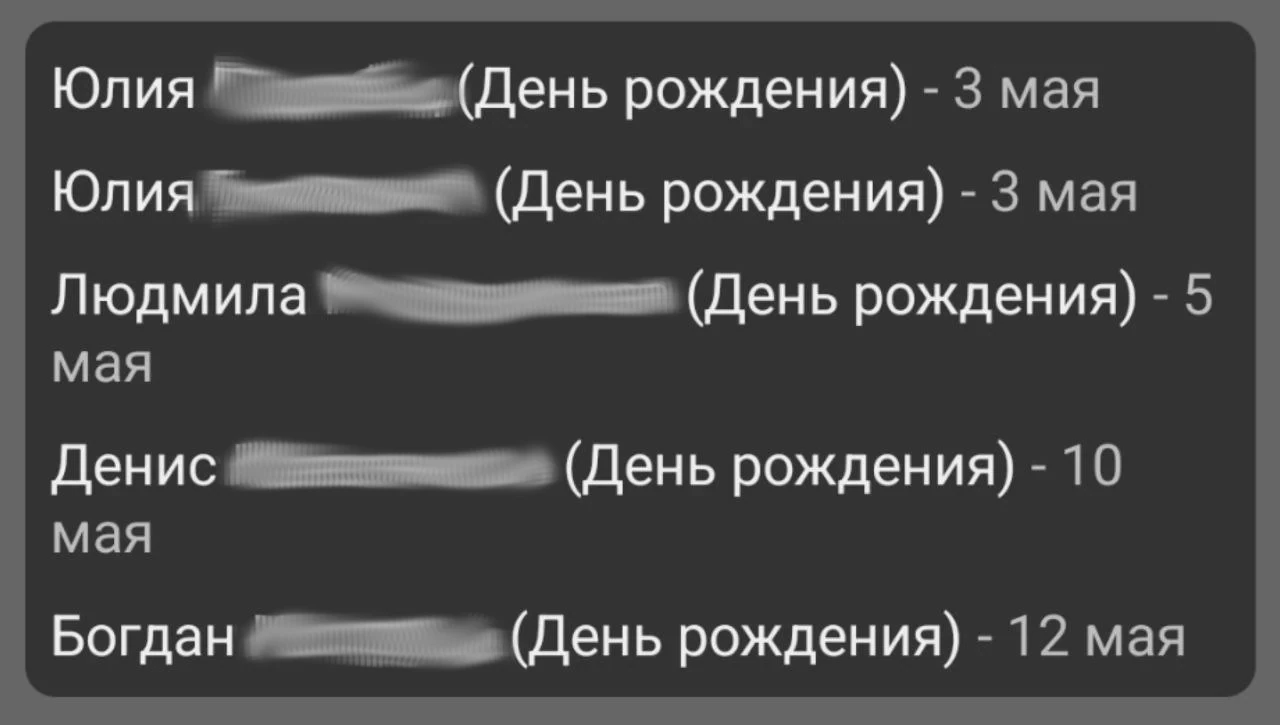 Юлия (День рождения) - 3 мая
Юлия (День рождения) - 3 мая
Людмила (День рождения) - 5
мая
Денис (День рождения) - 10
мая
Богдан (День рождения) - 12 мая